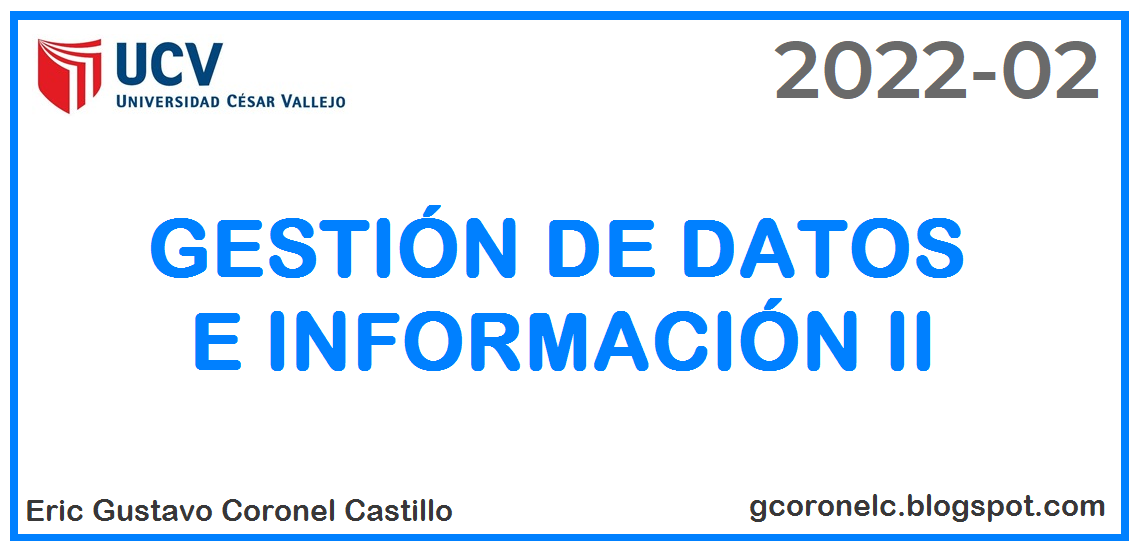 UCV
UNIVERSIDAD CÉSAR VALLEJO
2022-02
GESTIÓN DE DATOS
E INFORMACIÓN II
Eric Gustavo Coronel Castillo
gcoronelc.blogspot.com